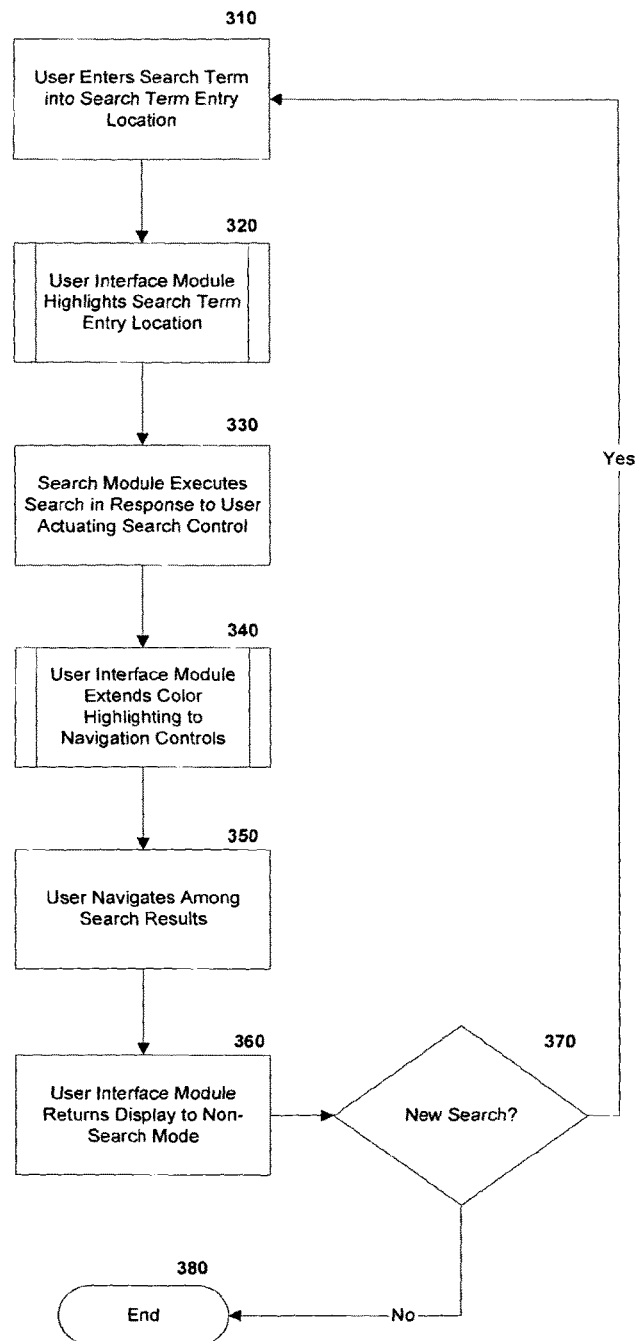 310
User Enters Search Term
into Search Term Entry
Location
320
User Interface Module
Highlights Search Term
Entry Location
330
Search Module Executes
Search in Response to User
Actuating Search Control
Yes
340
User Interface Module
Extends Color
Highlighting to
Navigation Controls
350
User Navigates Among
Search Results
360
User Interface Module
Returns Display to Non-
Search Mode
370
New Search?
380
End
No